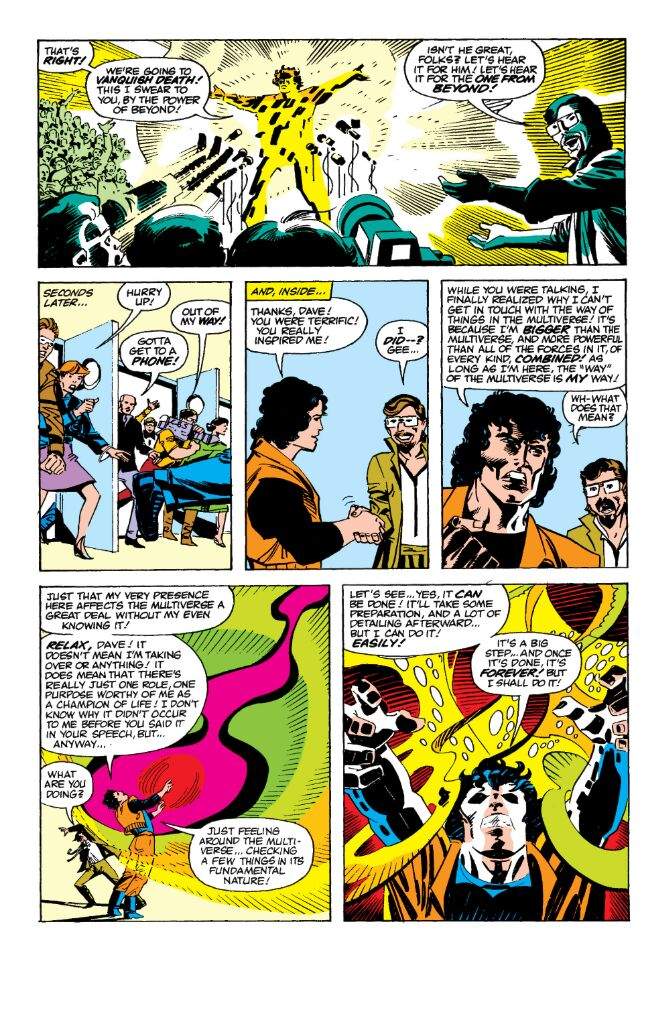 THAT'S
RIGHT!
WE'RE GOING TO
VANQUISH DEATH!
THIS I SWEAR TO
YOU, BY THE POWER
OF BEYOND!
ISN'T HE GREAT,
FOLKS? LET'S HEAR
IT FOR HIM! LET'S HEAR
IT FOR THE ONE FROM
BEYOND!
SECONDS
LATER...
HURRY
UP!
OUT OF
MY WAY!
GOTTA
GET TO A
PHONE!
AND, INSIDE...
THANKS, DAVE!
YOU WERE TERRIFIC!
YOU REALLY
INSPIRED ME!
I
DID--?
GEE...
WHILE YOU WERE TALKING, I
FINALLY REALIZED WHY I CAN'T
GET IN TOUCH WITH THE WAY OF
THINGS IN THE MULTIVERSE! IT'S
BECAUSE I'M BIGGER THAN THE
MULTIVERSE, AND MORE POWERFUL
THAN ALL OF THE FORCES IN IT, OF
EVERY KIND, COMBINED! AS
LONG AS I'M HERE, THE "WAY"
OF THE MULTIVERSE IS MY WAY!
WH-WHAT
DOES THAT
MEAN?
JUST THAT MY VERY PRESENCE
HERE AFFECTS THE MULTIVERSE A
GREAT DEAL WITHOUT MY EVEN
KNOWING IT!
RELAX, DAVE! IT
DOESN'T MEAN I'M TAKING
OVER OR ANYTHING! IT
DOES MEAN THAT THERE'S
REALLY JUST ONE ROLE, ONE
PURPOSE WORTHY OF ME AS
A CHAMPION OF LIFE! I DON'T
KNOW WHY IT DIDN'T OCCUR
TO ME BEFORE YOU SAID IT
IN YOUR SPEECH, BUT...
ANYWAY...
WHAT
ARE YOU
DOING?
JUST FEELING
AROUND THE MULTI-
VERSE... CHECKING
A FEW THINGS IN ITS
FUNDAMENTAL
NATURE!
LET'S SEE...YES, IT CAN
BE DONE! IT'LL TAKE SOME
PREPARATION, AND A LOT OF
DETAILING AFTERWARD...
BUT I CAN DO IT!
EASILY!
IT'S A BIG
STEP... AND ONCE
IT'S DONE, IT'S
FOREVER! BUT
I SHALL DO IT!